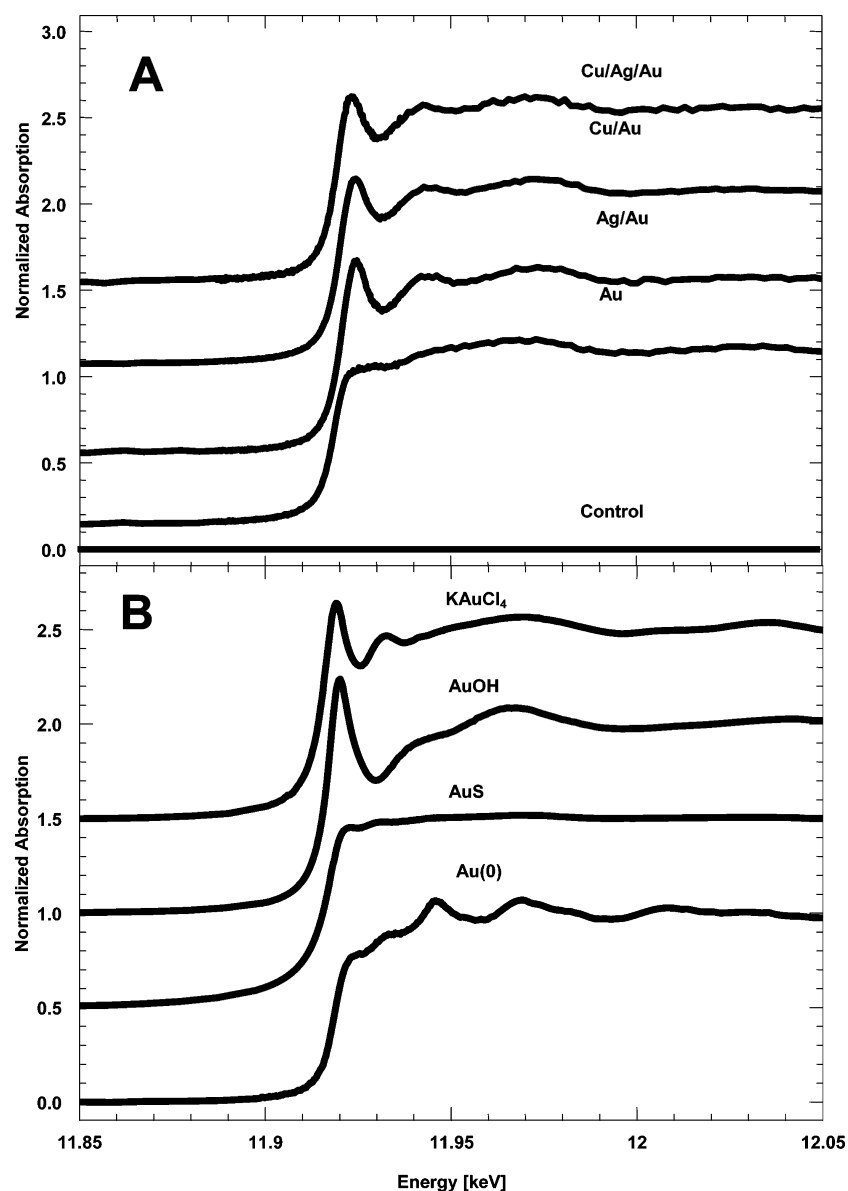 3.0
A
Cu/Ag/Au
2.5
Cu/Au
Normalized Absorption
2.0
Ag/Au
1.5
Au
1.0
0.5
Control
0.0
B
KAuCl₄
2.5
AuOH
2.0
AuS
1.5
Normalized Absorption
Au(0)
1.0
0.5
0.0
11.85 11.9 11.95 12 12.05
Energy [keV]